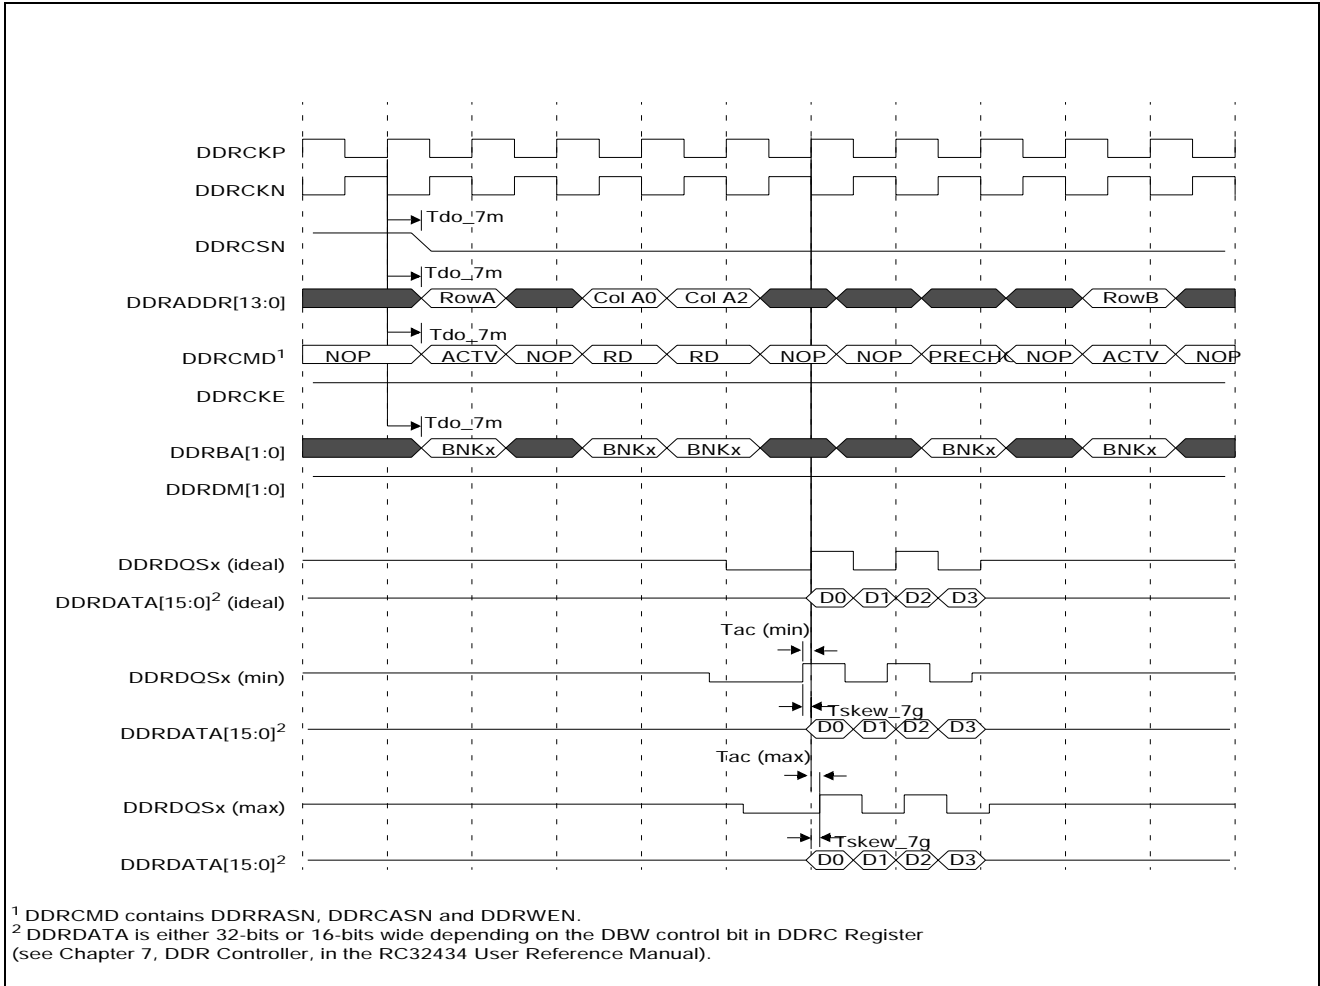 DDRCKP
DDRCKN
Tdo_7m
DDRCSN
Tdo_7m
DDRADDR[13:0] RowA Col A0 Col A2 RowB
Tdo_7m
DDRCMD1 NOP ACTV NOP RD RD NOP NOP PRECHG NOP ACTV NOP
DDRCKE
Tdo_7m
DDRBA[1:0] BNKx BNKx BNKx BNKx BNKx
DDRDM[1:0]
DDRDQSx (ideal)
DDRDATA[15:0]2 (ideal) D0 D1 D2 D3
Tac (min)
DDRDQSx (min)
Tskew_7g
DDRDATA[15:0]2 D0 D1 D2 D3
Tac (max)
DDRDQSx (max)
Tskew_7g
DDRDATA[15:0]2 D0 D1 D2 D3
1 DDRCMD contains DDRRASN, DDRCASN and DDRWEN.
2 DDRDATA is either 32-bits or 16-bits wide depending on the DBW control bit in DDRC Register
(see Chapter 7, DDR Controller, in the RC32434 User Reference Manual).